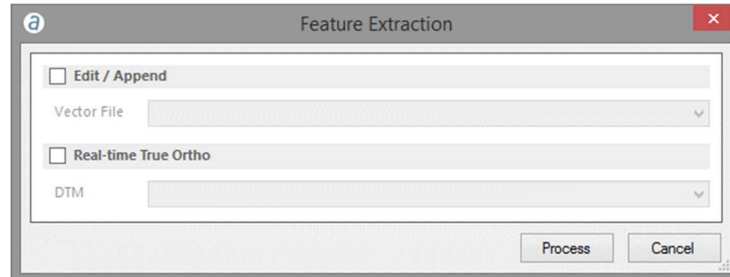 a
Feature Extraction
Edit / Append
Vector File
Real-time True Ortho
DTM
Process
Cancel